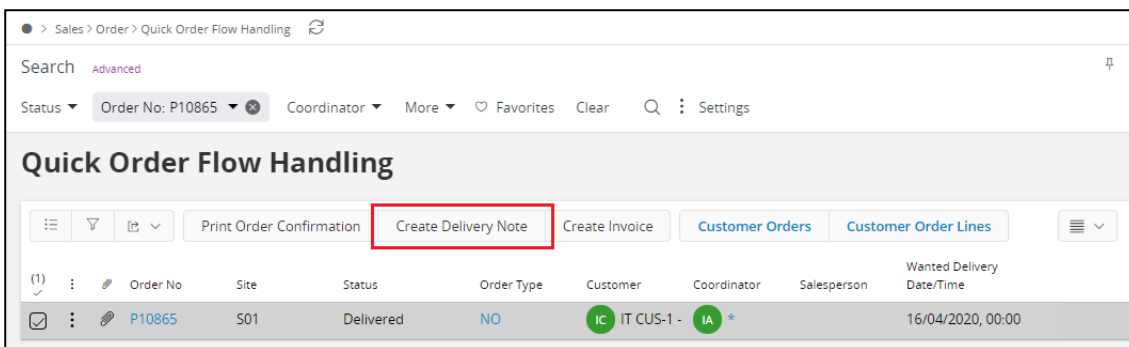 > Sales > Order > Quick Order Flow Handling
Search Advanced
Status Order No: P10865 Coordinator More Favorites Clear Settings
Quick Order Flow Handling
Print Order Confirmation Create Delivery Note Create Invoice Customer Orders Customer Order Lines
(1) Order No Site Status Order Type Customer Coordinator Salesperson Wanted Delivery
Date/Time
P10865 S01 Delivered NO IC IT CUS-1 - IA * 16/04/2020, 00:00